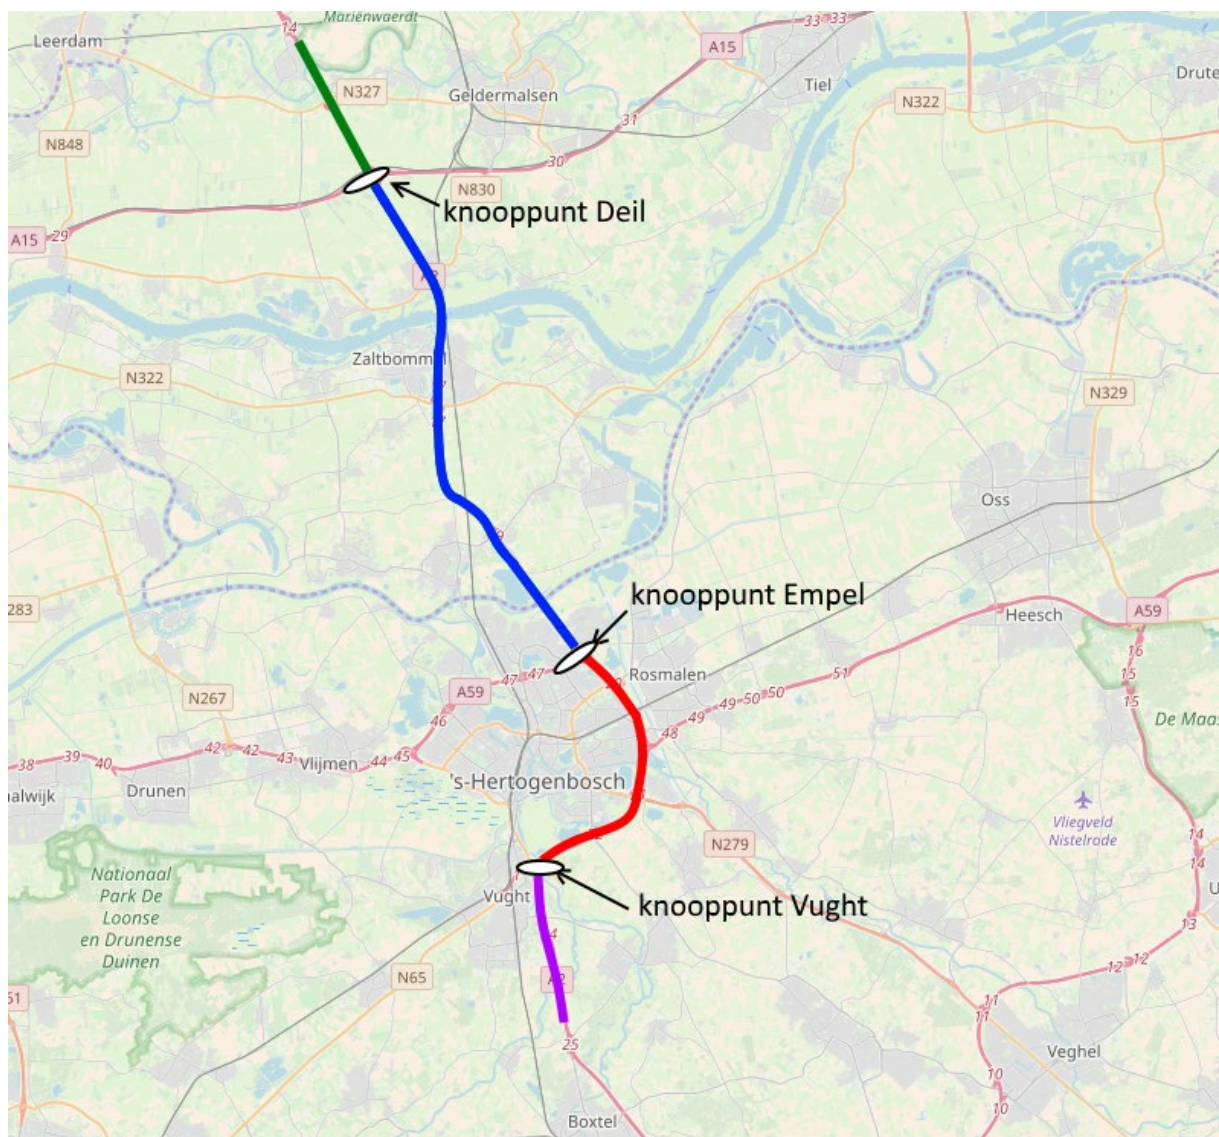 14
Mariënwaerdt
33
33
Leerdam
A15
N327
Tiel
Drute
Geldermalsen
N322
31
N848
30
N830
knooppunt Deil
A15
29
Zaltbomm
N322
N329
Oss
knooppunt Empel
283
Heesch
A59
16
47
47
Rosmalen
51
15
A59
49
50
50
N267
49
15
46
48
De Maas
42
42
39
43
45
38
40
44
Vlijmen
's-Hertogenbosch
alwijk
Drunen
Vliegveld
Nistelrode
14
N279
14
Nationaal
Park De
Loonse
en Drunense
Duinen
Vught
U
knooppunt Vught
13
12
12
N65
51
A2
11
11
25
Veghel
10
10
Boxtel